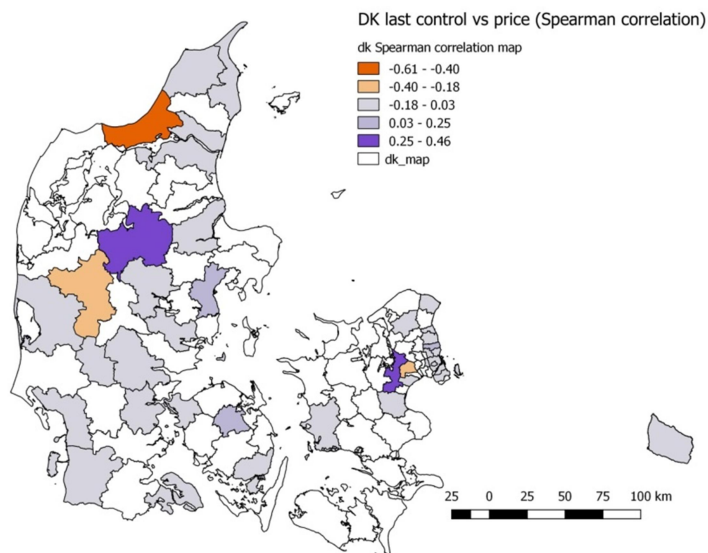 DK last control vs price (Spearman correlation)
dk Spearman correlation map
-0.61 - -0.40
-0.40 - -0.18
-0.18 - 0.03
0.03 - 0.25
0.25 - 0.46
dk_map
25 0 25 50 75 100 km